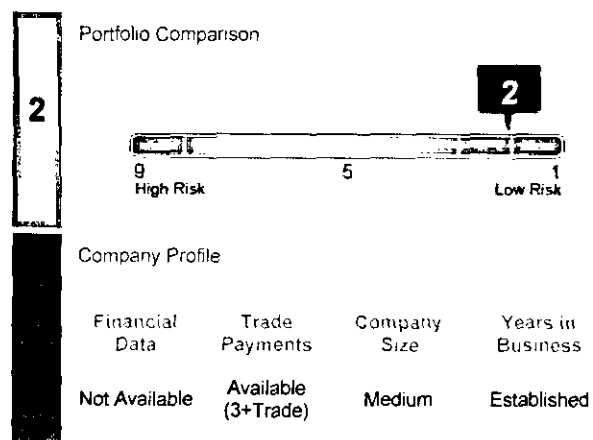 Portfolio Comparison
2
2
9 5 1
High Risk Low Risk
Company Profile
Financial Data Trade Payments Company Size Years in Business
Not Available Available (3+Trade) Medium Established